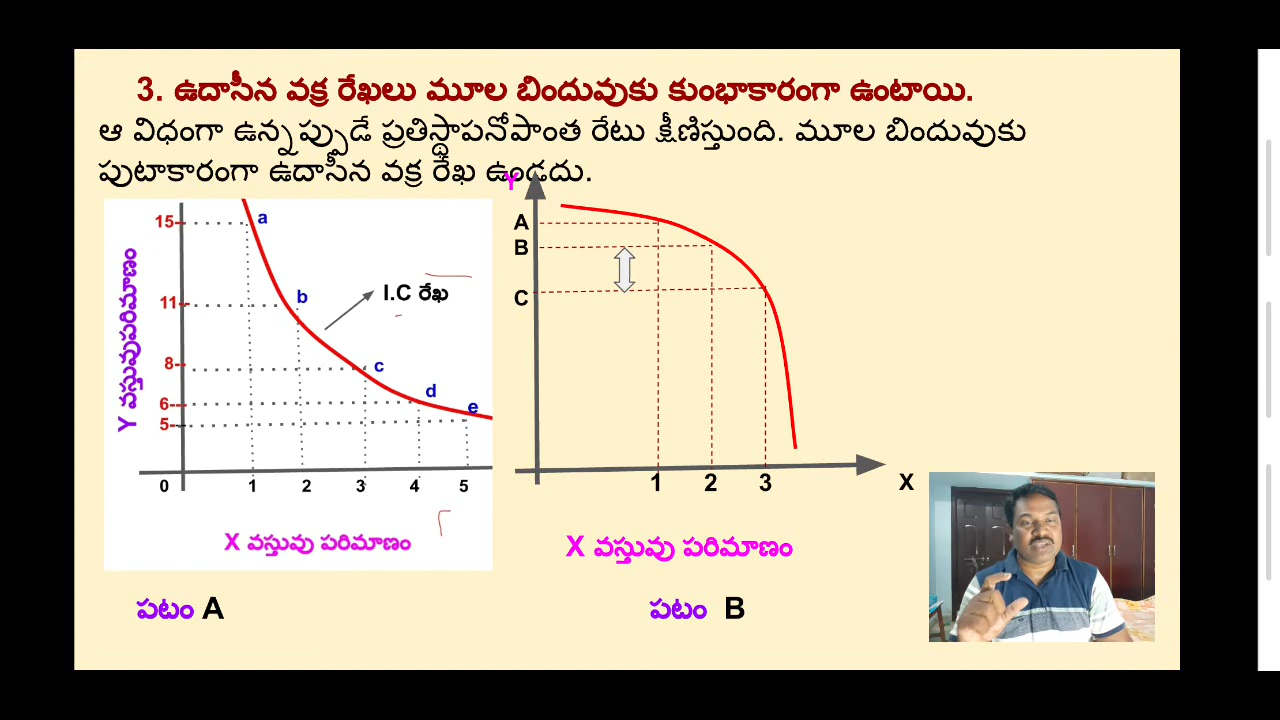 3. ఉదాసీన వక్ర రేఖలు మూల బిందువుకు కుంభాకారంగా ఉంటాయి.
ఆ విధంగా ఉన్నప్పుడే ప్రతిస్థాపనోపాంత రేటు క్షీణిస్తుంది. మూల బిందువుకు
పుటాకారంగా ఉదాసీన వక్ర రేఖ ఉండదు.
Y వస్తువుపరిమాణం
15
11
8
6
5
a
b
c
d
e
I.C రేఖ
0 1 2 3 4 5
X వస్తువు పరిమాణం
పటం A
Y
A
B
C
1 2 3
X
X వస్తువు పరిమాణం
పటం B